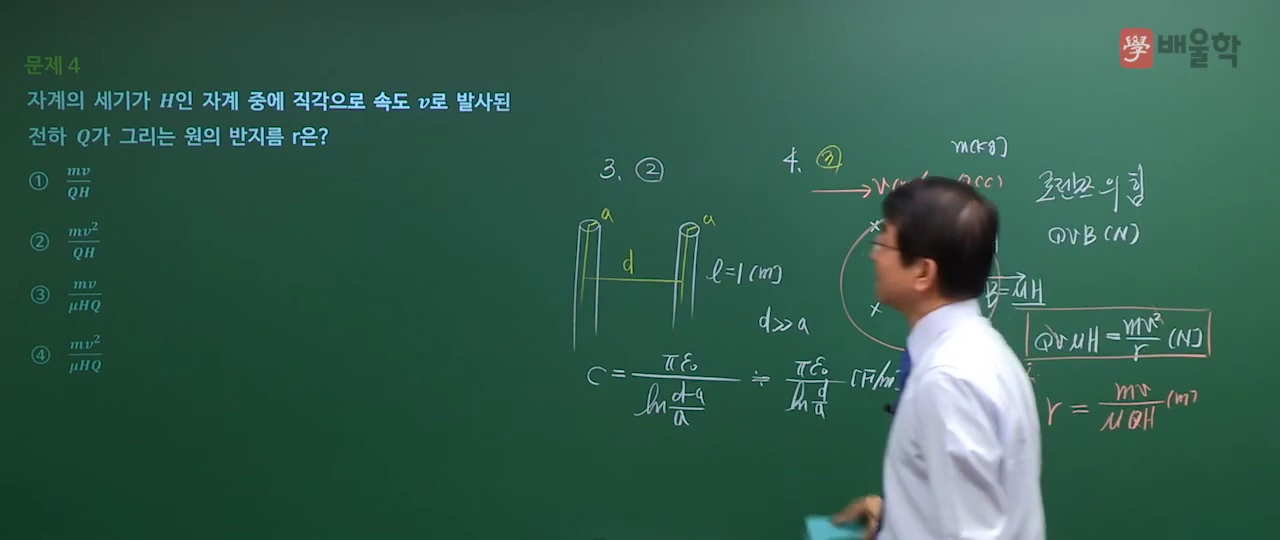 學 배울학
문제 4
자계의 세기가 H인 자계 중에 직각으로 속도 v로 발사된
전하 Q가 그리는 원의 반지름 r은?
① mv/QH
② mv²/QH
③ mv/μHQ
④ mv²/μHQ
3. ②
a a
d
l=1(m)
d≫a
C = πε₀/ln((d-a)/a) ≒ πε₀/ln(d/a) [F/m]
4. ③
m[kg]
로렌쯔의 힘
QVB(N)
B=μH
QvμH = mv²/r (N)
r = mv/μQH (m)